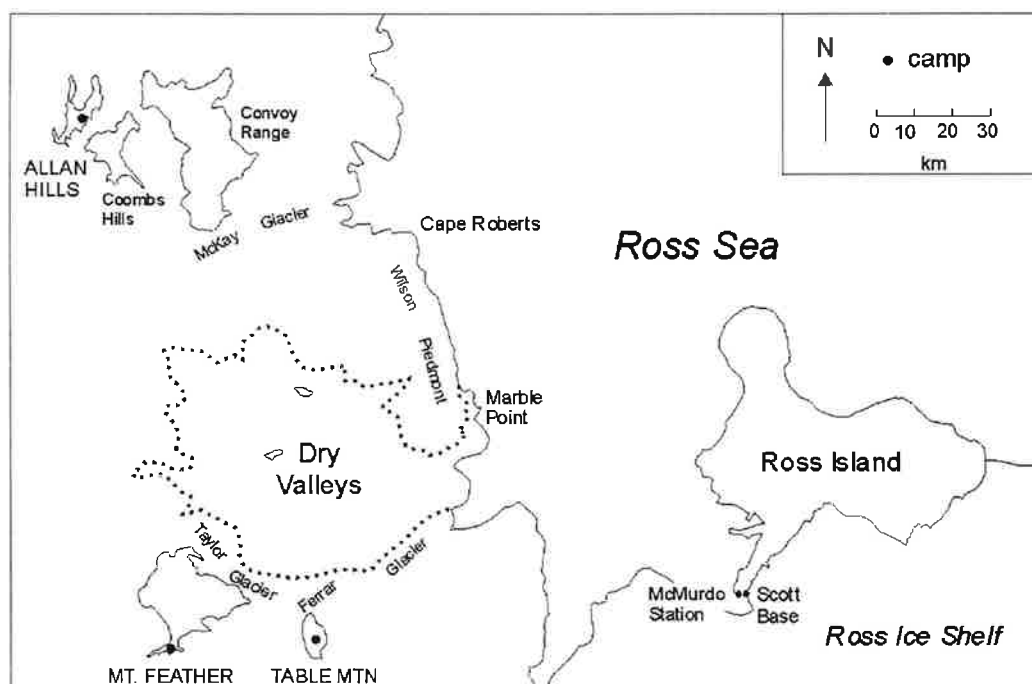 N
camp
0 10 20 30
km
Convoy
Range
ALLAN
HILLS
Coombs
Hills
McKay Glacier
Cape Roberts
Ross Sea
Wilson
Piedmont
Marble
Point
Dry
Valleys
Ross Island
Taylor
Glacier
Ferrar
Glacier
McMurdo
Station
Scott
Base
Ross Ice Shelf
MT. FEATHER
TABLE MTN